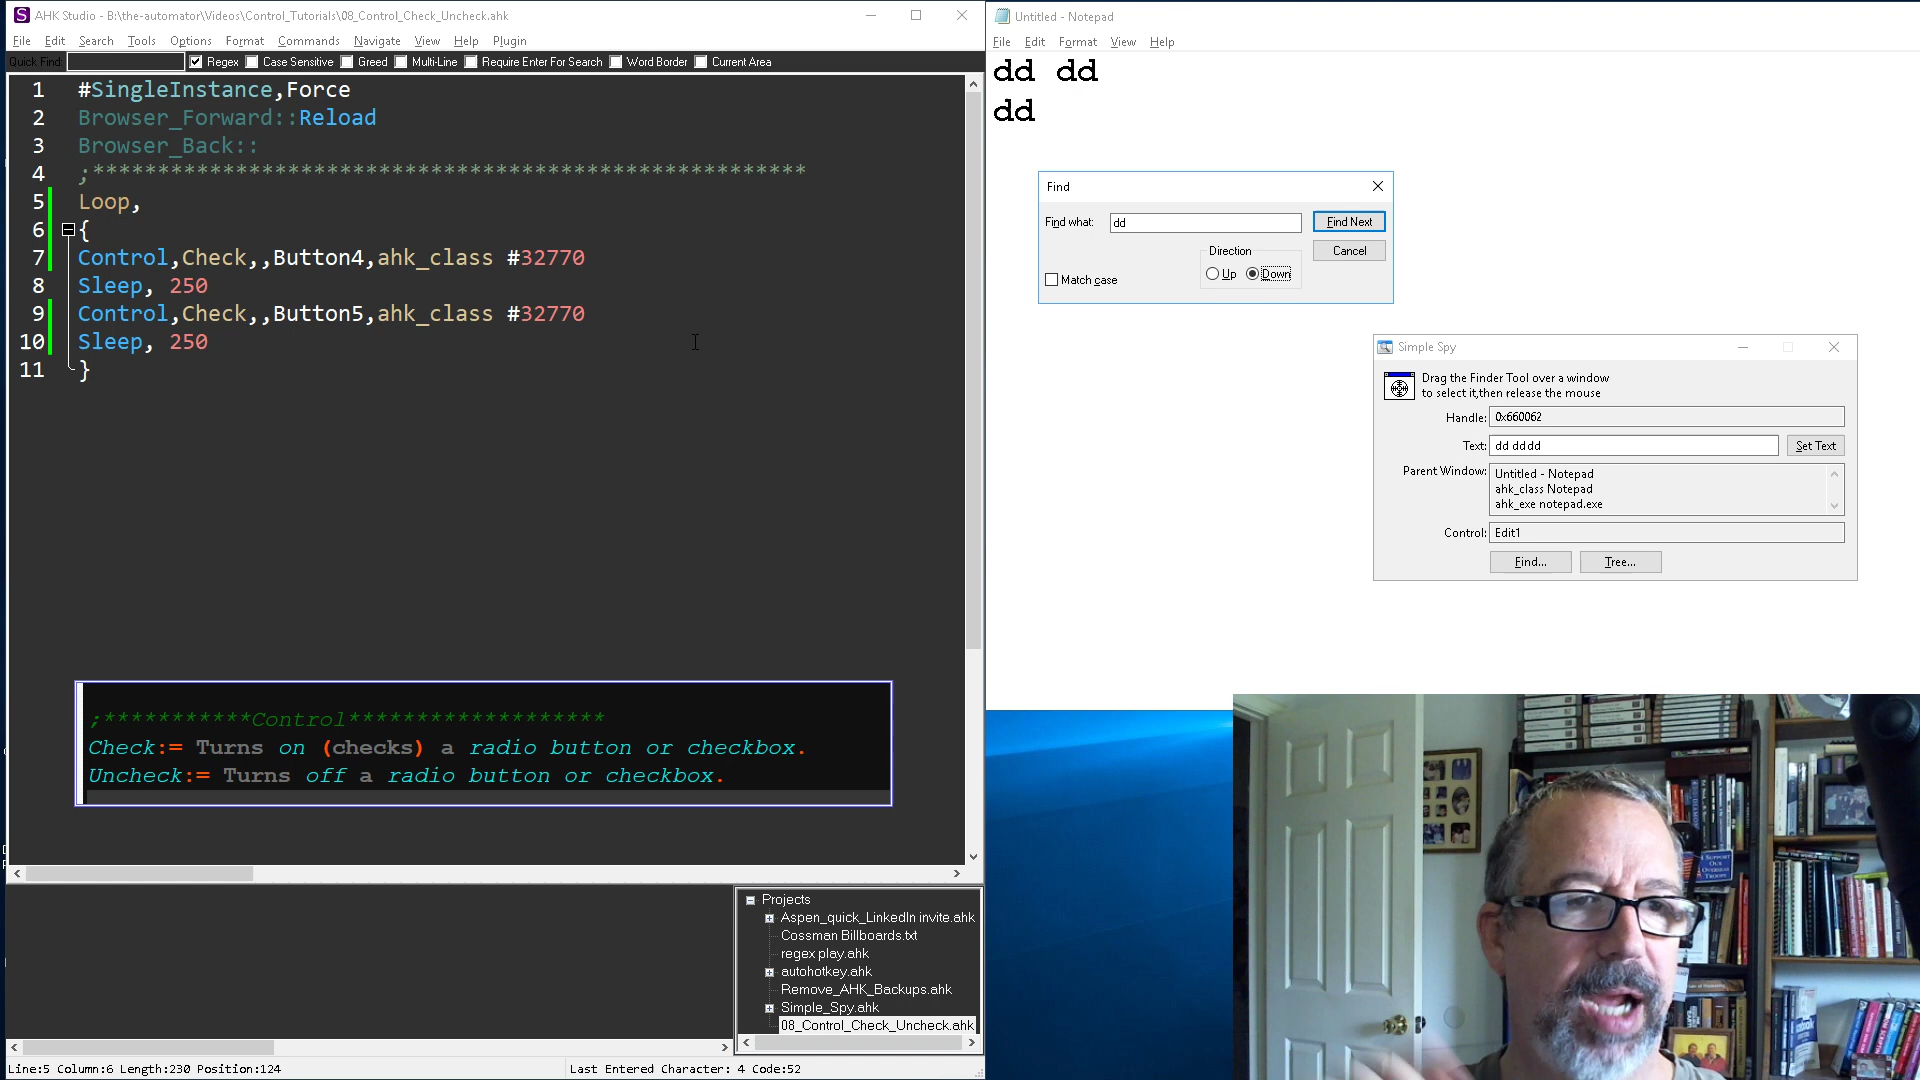 AHK Studio - B:\the-automator\Videos\Control_Tutorials\08_Control_Check_Uncheck.ahk
File Edit Search Tools Options Format Commands Navigate View Help Plugin
Quick Find: Regex Case Sensitive Greed Multi-Line Require Enter For Search Word Border Current Area
1 #SingleInstance,Force
2 Browser_Forward::Reload
3 Browser_Back::
4 ;*******************************************************
5 Loop,
6 {
7 Control,Check,,Button4,ahk_class #32770
8 Sleep, 250
9 Control,Check,,Button5,ahk_class #32770
10 Sleep, 250
11 }
;***********Control*******************
Check:= Turns on (checks) a radio button or checkbox.
Uncheck:= Turns off a radio button or checkbox.
Projects
Aspen_quick_LinkedIn invite.ahk
Cossman Billboards.txt
regex play.ahk
autohotkey.ahk
Remove_AHK_Backups.ahk
Simple_Spy.ahk
08_Control_Check_Uncheck.ahk
Line:5 Column:6 Length:230 Position:124
Last Entered Character: 4 Code:52
Untitled - Notepad
File Edit Format View Help
dd dd
dd
Find
Find what: dd Find Next
Direction Cancel
Up Down
Match case
Simple Spy
Drag the Finder Tool over a window
to select it,then release the mouse
Handle: 0x660062
Text: dd dddd Set Text
Parent Window: Untitled - Notepad
ahk_class Notepad
ahk_exe notepad.exe
Control: Edit1
Find... Tree...
SUPPORT
OUR
OVERSEAS
TROOPS